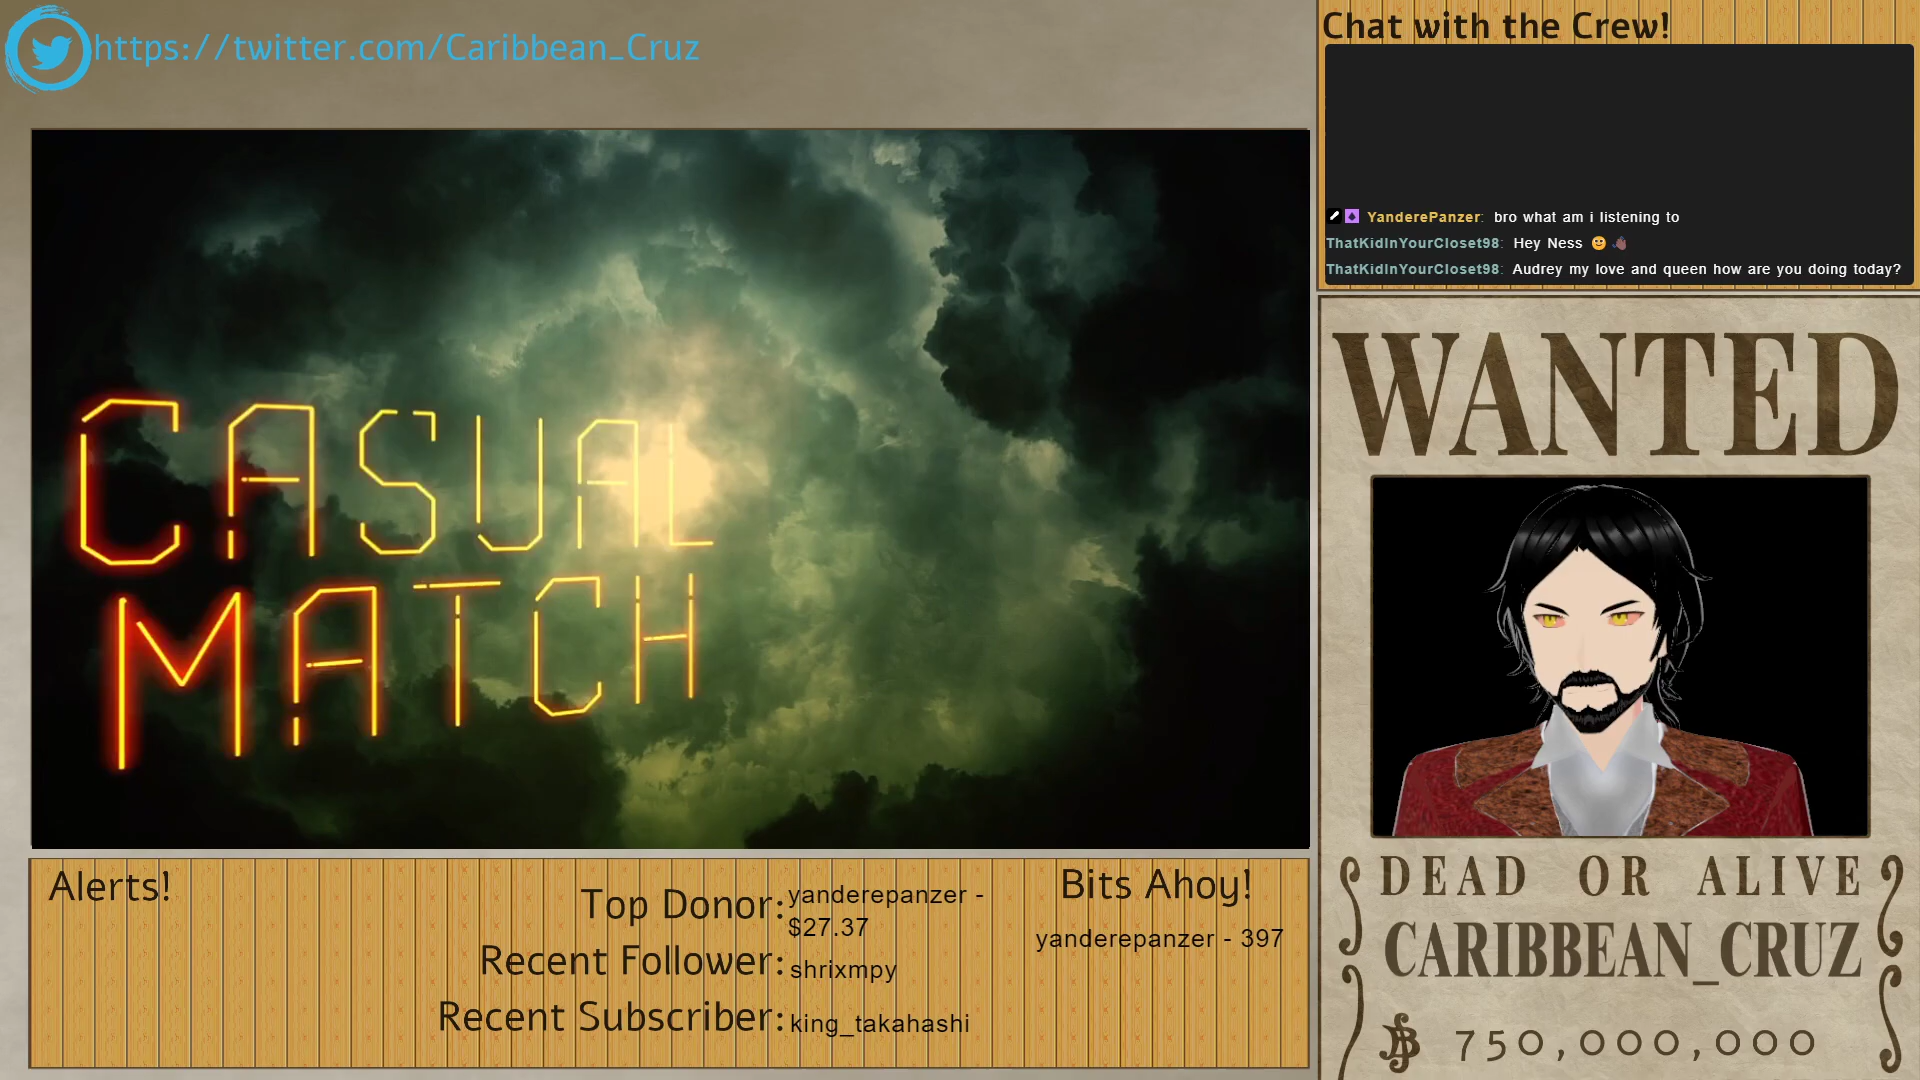 https://twitter.com/Caribbean_Cruz
CASUAL
MATCH
Chat with the Crew!
YanderePanzer: bro what am i listening to
ThatKidInYourCloset98: Hey Ness 🙂 👋🏿
ThatKidInYourCloset98: Audrey my love and queen how are you doing today?
WANTED
DEAD OR ALIVE
CARIBBEAN_CRUZ
฿ 750,000,000
Alerts!
Top Donor: yanderepanzer -
$27.37
Recent Follower: shrixmpy
Recent Subscriber: king_takahashi
Bits Ahoy!
yanderepanzer - 397